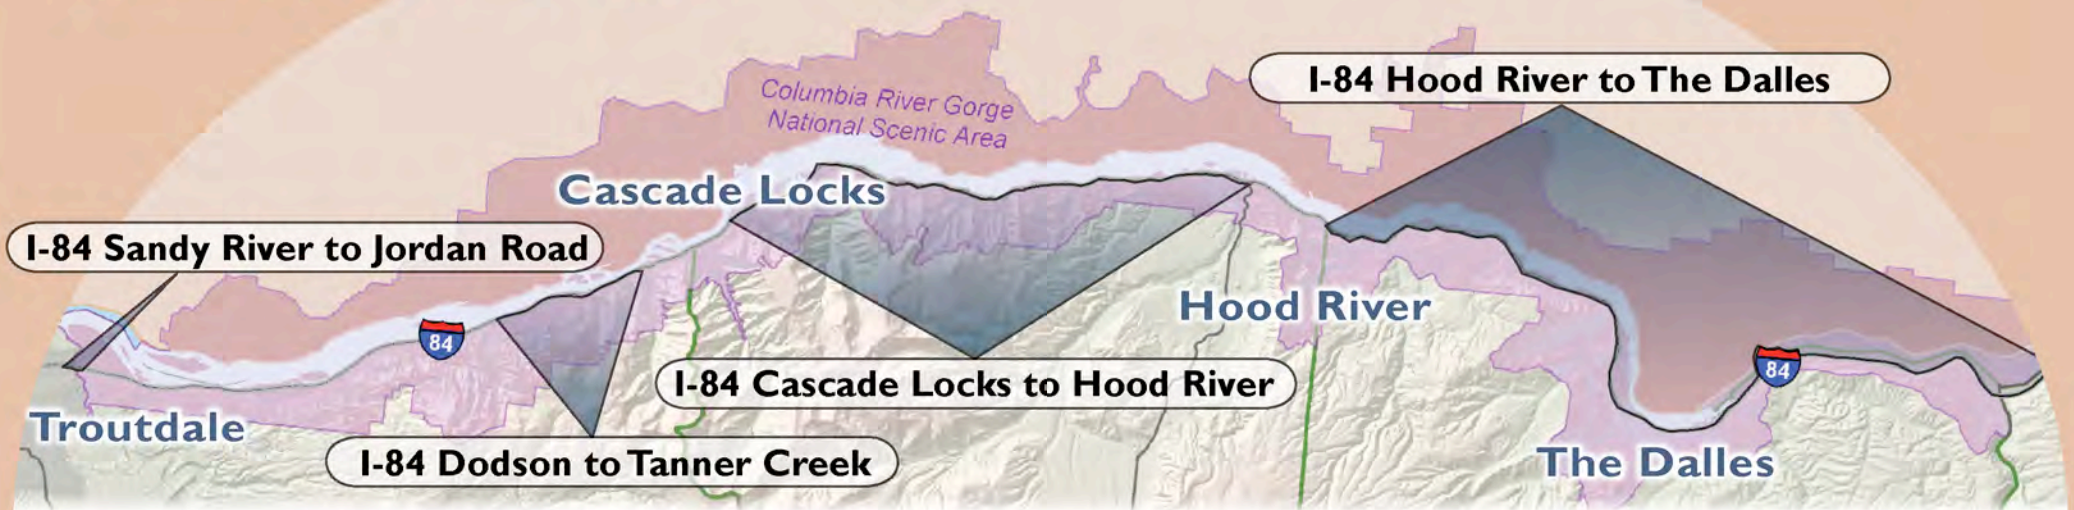 I-84 Hood River to The Dalles
Columbia River Gorge
National Scenic Area
Cascade Locks
I-84 Sandy River to Jordan Road
Hood River
84
84
I-84 Cascade Locks to Hood River
Troutdale
I-84 Dodson to Tanner Creek
The Dalles